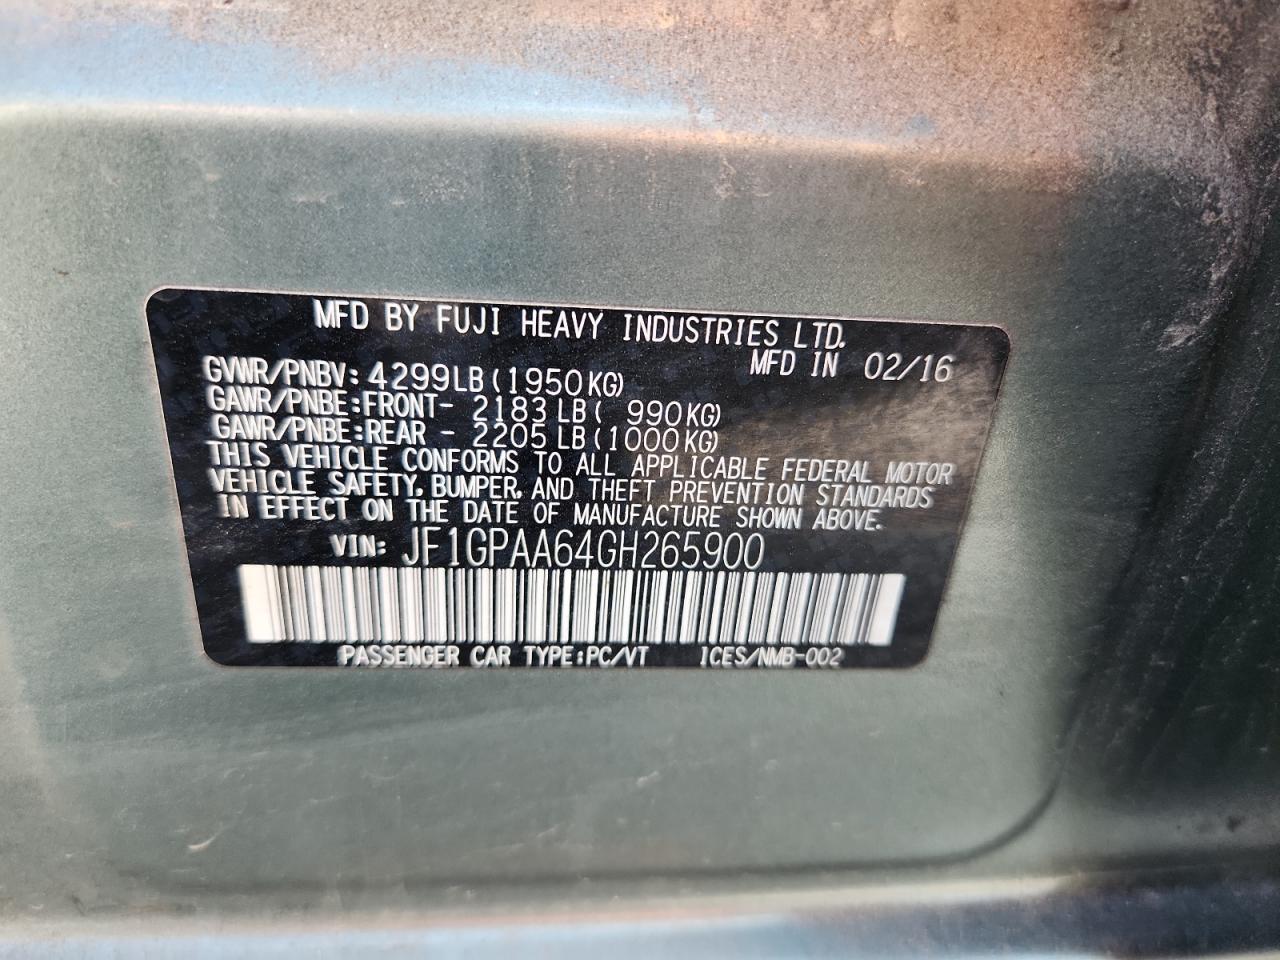 MFD BY FUJI HEAVY INDUSTRIES LTD.
MFD IN 02/16
GVWR/PNBV: 4299LB (1950KG)
GAWR/PNBE:FRONT- 2183 LB ( 990KG)
GAWR/PNBE:REAR - 2205 LB (1000KG)
THIS VEHICLE CONFORMS TO ALL APPLICABLE FEDERAL MOTOR
VEHICLE SAFETY, BUMPER, AND THEFT PREVENTION STANDARDS
IN EFFECT ON THE DATE OF MANUFACTURE SHOWN ABOVE.
VIN: JF1GPAA64GH265900
PASSENGER CAR TYPE:PC/VT ICES/NMB-002